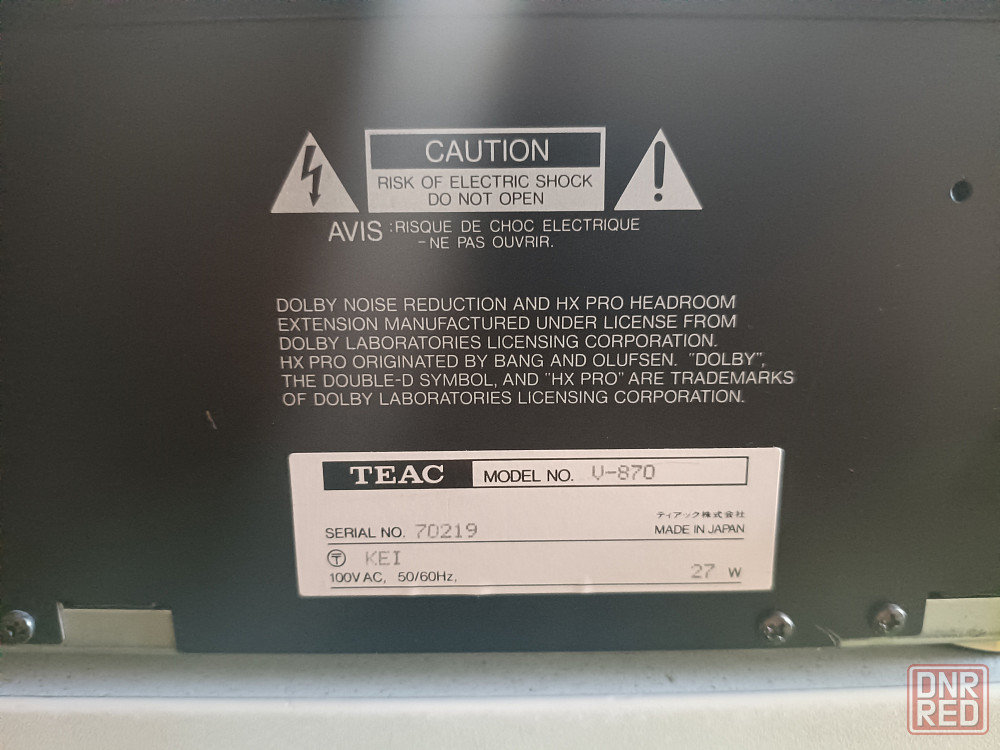 CAUTION
RISK OF ELECTRIC SHOCK
DO NOT OPEN
AVIS :RISQUE DE CHOC ELECTRIQUE
–NE PAS OUVRIR.
DOLBY NOISE REDUCTION AND HX PRO HEADROOM
EXTENSION MANUFACTURED UNDER LICENSE FROM
DOLBY LABORATORIES LICENSING CORPORATION.
HX PRO ORIGINATED BY BANG AND OLUFSEN. "DOLBY",
THE DOUBLE-D SYMBOL, AND "HX PRO" ARE TRADEMARKS
OF DOLBY LABORATORIES LICENSING CORPORATION.
TEAC MODEL NO. V-870
ティアック株式会社
SERIAL NO. 70219 MADE IN JAPAN
〒 KEI
100V AC, 50/60Hz, 27 W
DNR
RED